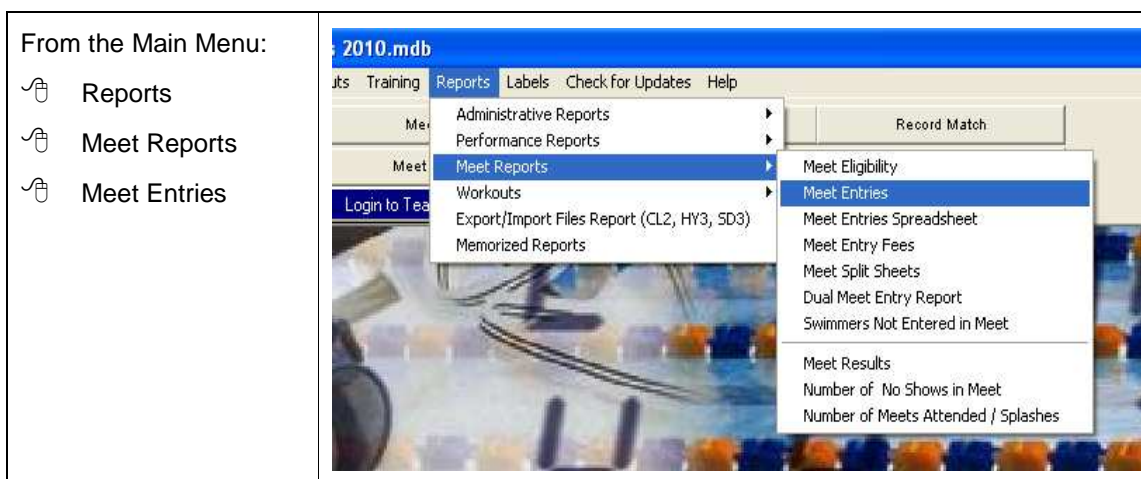 From the Main Menu:
Reports
Meet Reports
Meet Entries
2010.mdb
Training Reports Labels Check for Updates Help
Record Match
Meet
Login to
Administrative Reports
Performance Reports
Meet Reports
Workouts
Export/Import Files Report (CL2, HY3, SD3)
Memorized Reports
Meet Eligibility
Meet Entries
Meet Entries Spreadsheet
Meet Entry Fees
Meet Split Sheets
Dual Meet Entry Report
Swimmers Not Entered in Meet
Meet Results
Number of No Shows in Meet
Number of Meets Attended / Splashes